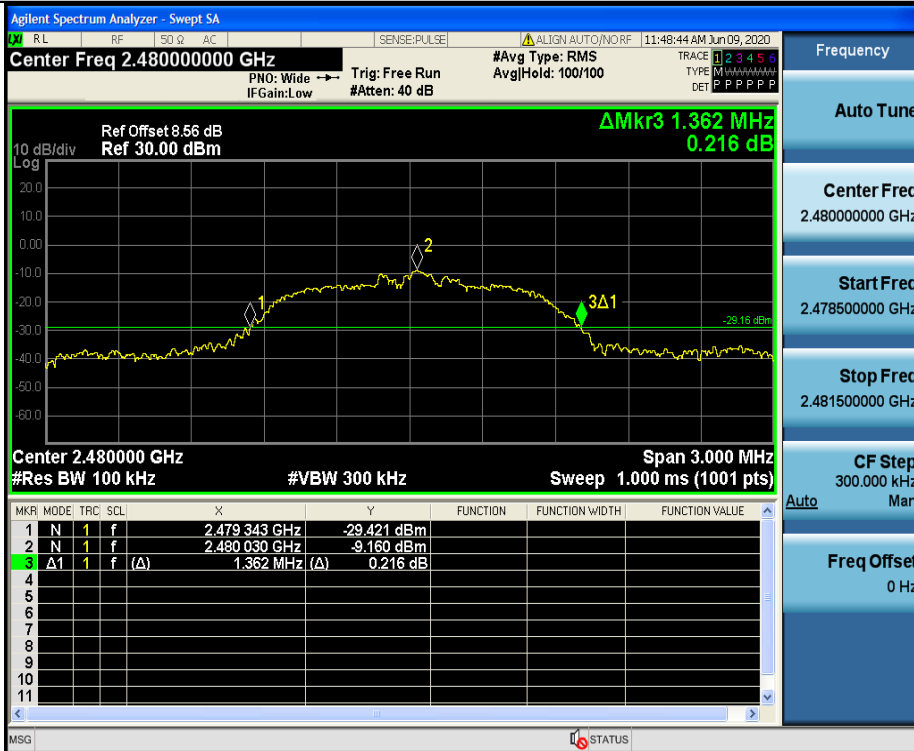 Agilent Spectrum Analyzer - Swept SA
LXI RL RF 50 Ω AC SENSE:PULSE ALIGN AUTO/NO RF 11:48:44 AM Jun 09, 2020
Center Freq 2.480000000 GHz
PNO: Wide
IFGain:Low
Trig: Free Run
#Atten: 40 dB
#Avg Type: RMS
Avg|Hold: 100/100
TRACE 1 2 3 4 5 6
TYPE M W W W W W
DET P P P P P P
ΔMkr3 1.362 MHz
0.216 dB
Ref Offset 8.56 dB
10 dB/div Ref 30.00 dBm
Log
20.0
10.0
0.00
-10.0
-20.0
-30.0
-40.0
-50.0
-60.0
1
2
3Δ1
-29.16 dBm
Center 2.480000 GHz Span 3.000 MHz
#Res BW 100 kHz #VBW 300 kHz Sweep 1.000 ms (1001 pts)
MKR MODE TRC SCL X Y FUNCTION FUNCTION WIDTH FUNCTION VALUE
1 N 1 f 2.479 343 GHz -29.421 dBm
2 N 1 f 2.480 030 GHz -9.160 dBm
3 Δ1 1 f (Δ) 1.362 MHz (Δ) 0.216 dB
4
5
6
7
8
9
10
11
MSG STATUS
Frequency
Auto Tune
Center Freq
2.480000000 GHz
Start Freq
2.478500000 GHz
Stop Freq
2.481500000 GHz
CF Step
300.000 kHz
Auto Man
Freq Offset
0 Hz